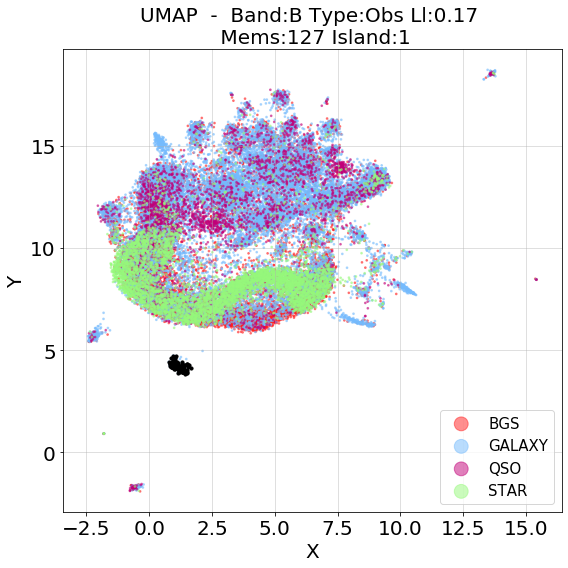 UMAP  -  Band:B Type:Obs Ll:0.17
Mems:127 Island:1
Y
15
10
5
0
−2.5 0.0 2.5 5.0 7.5 10.0 12.5 15.0
X
BGS
GALAXY
QSO
STAR